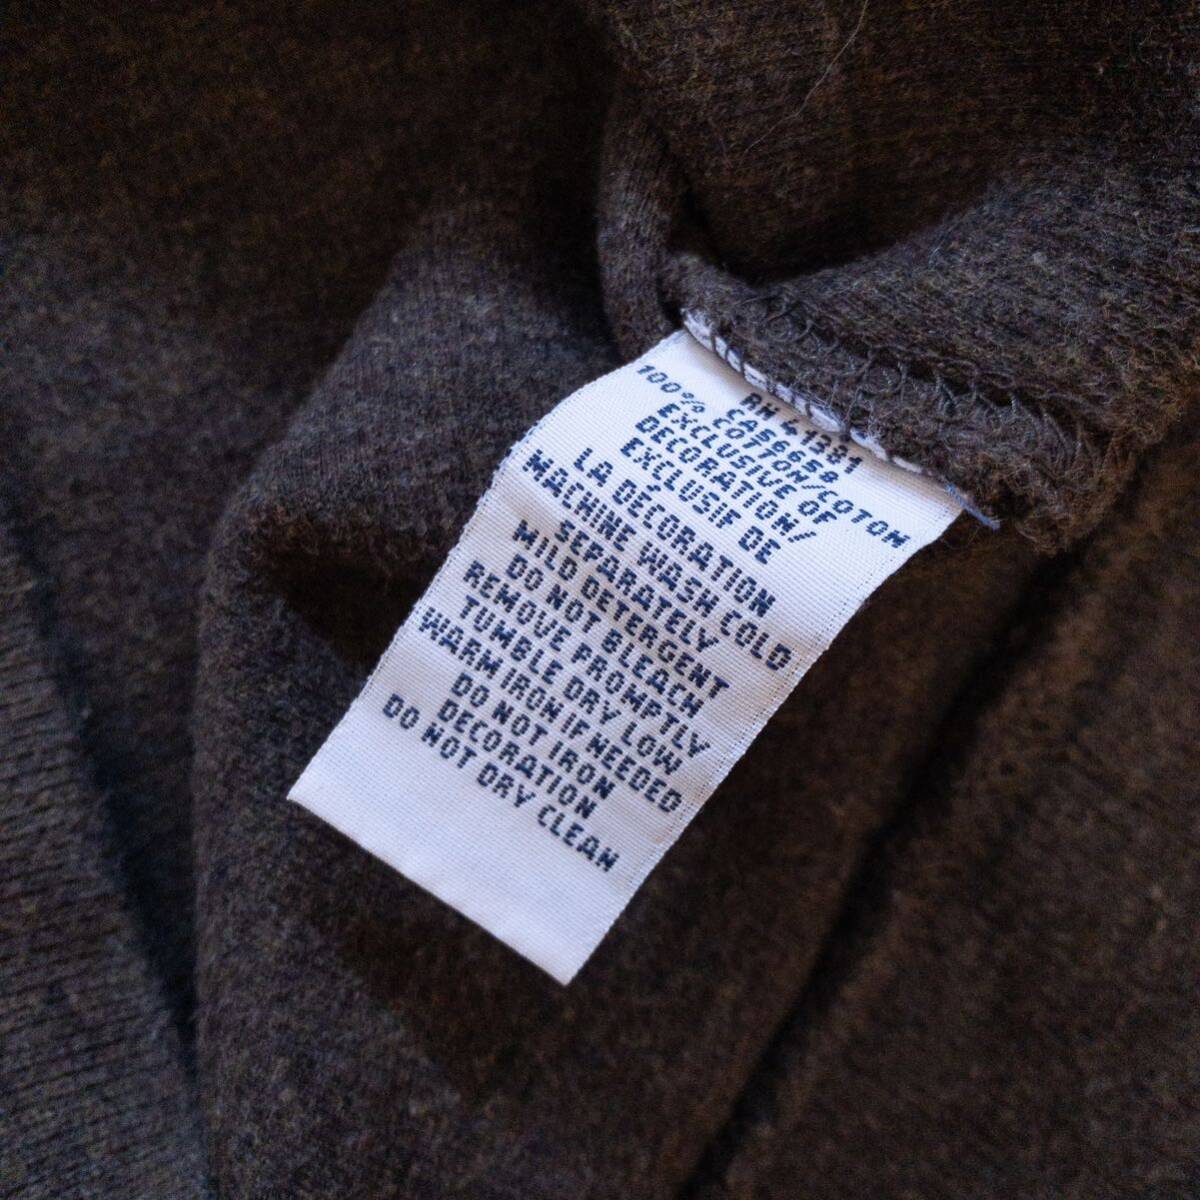 RN 41381
CA56658
100% COTTON/COTON
EXCLUSIVE OF
DECORATION/
EXCLUSIF DE
LA DECORATION
MACHINE WASH COLD
SEPARATELY
MILD DETERGENT
DO NOT BLEACH
REMOVE PROMPTLY
TUMBLE DRY LOW
WARM IRON IF NEEDED
DO NOT IRON
DECORATION
DO NOT DRY CLEAN